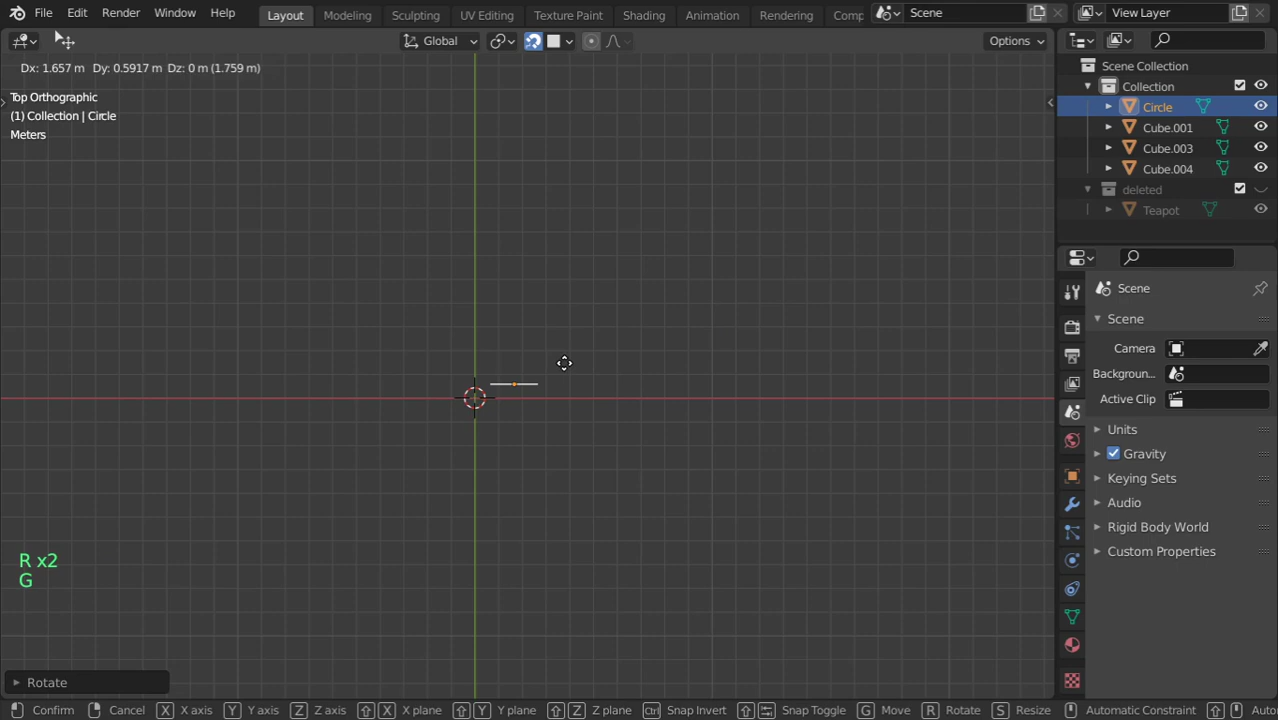 File Edit Render Window Help Layout Modeling Sculpting UV Editing Texture Paint Shading Animation Rendering Comp Scene View Layer
Global Options
Dx: 1.657 m Dy: 0.5917 m Dz: 0 m (1.759 m)
Top Orthographic
(1) Collection | Circle
Meters
R x2
G
Rotate
Scene Collection
Collection
Circle
Cube.001
Cube.003
Cube.004
deleted
Teapot
Scene
Scene
Camera
Backgroun...
Active Clip
Units
Gravity
Keying Sets
Audio
Rigid Body World
Custom Properties
Confirm Cancel X X axis Y Y axis Z Z axis X X plane Y Y plane Z Z plane Ctrl Snap Invert Snap Toggle G Move R Rotate S Resize Automatic Constraint Auto